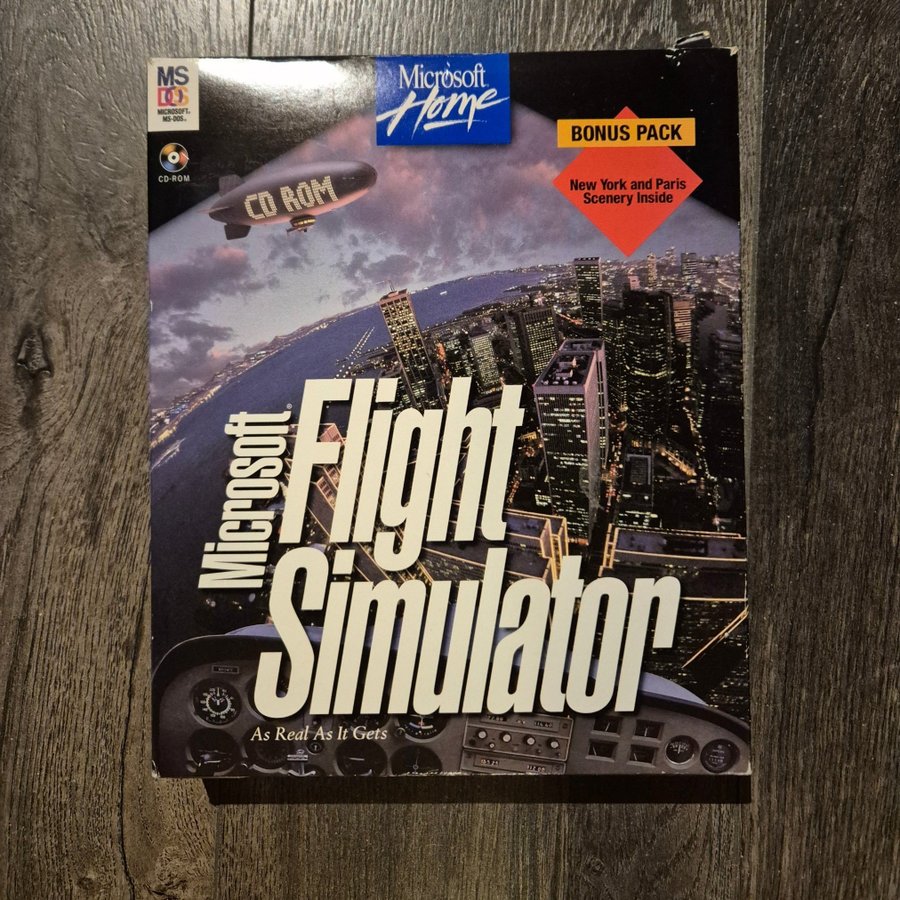 MS
DOS
MICROSOFT®
MS-DOS®
CD-ROM
Microsoft®
Home
BONUS PACK
New York and Paris
Scenery Inside
CD ROM
Microsoft®
Flight
Simulator
As Real As It Gets